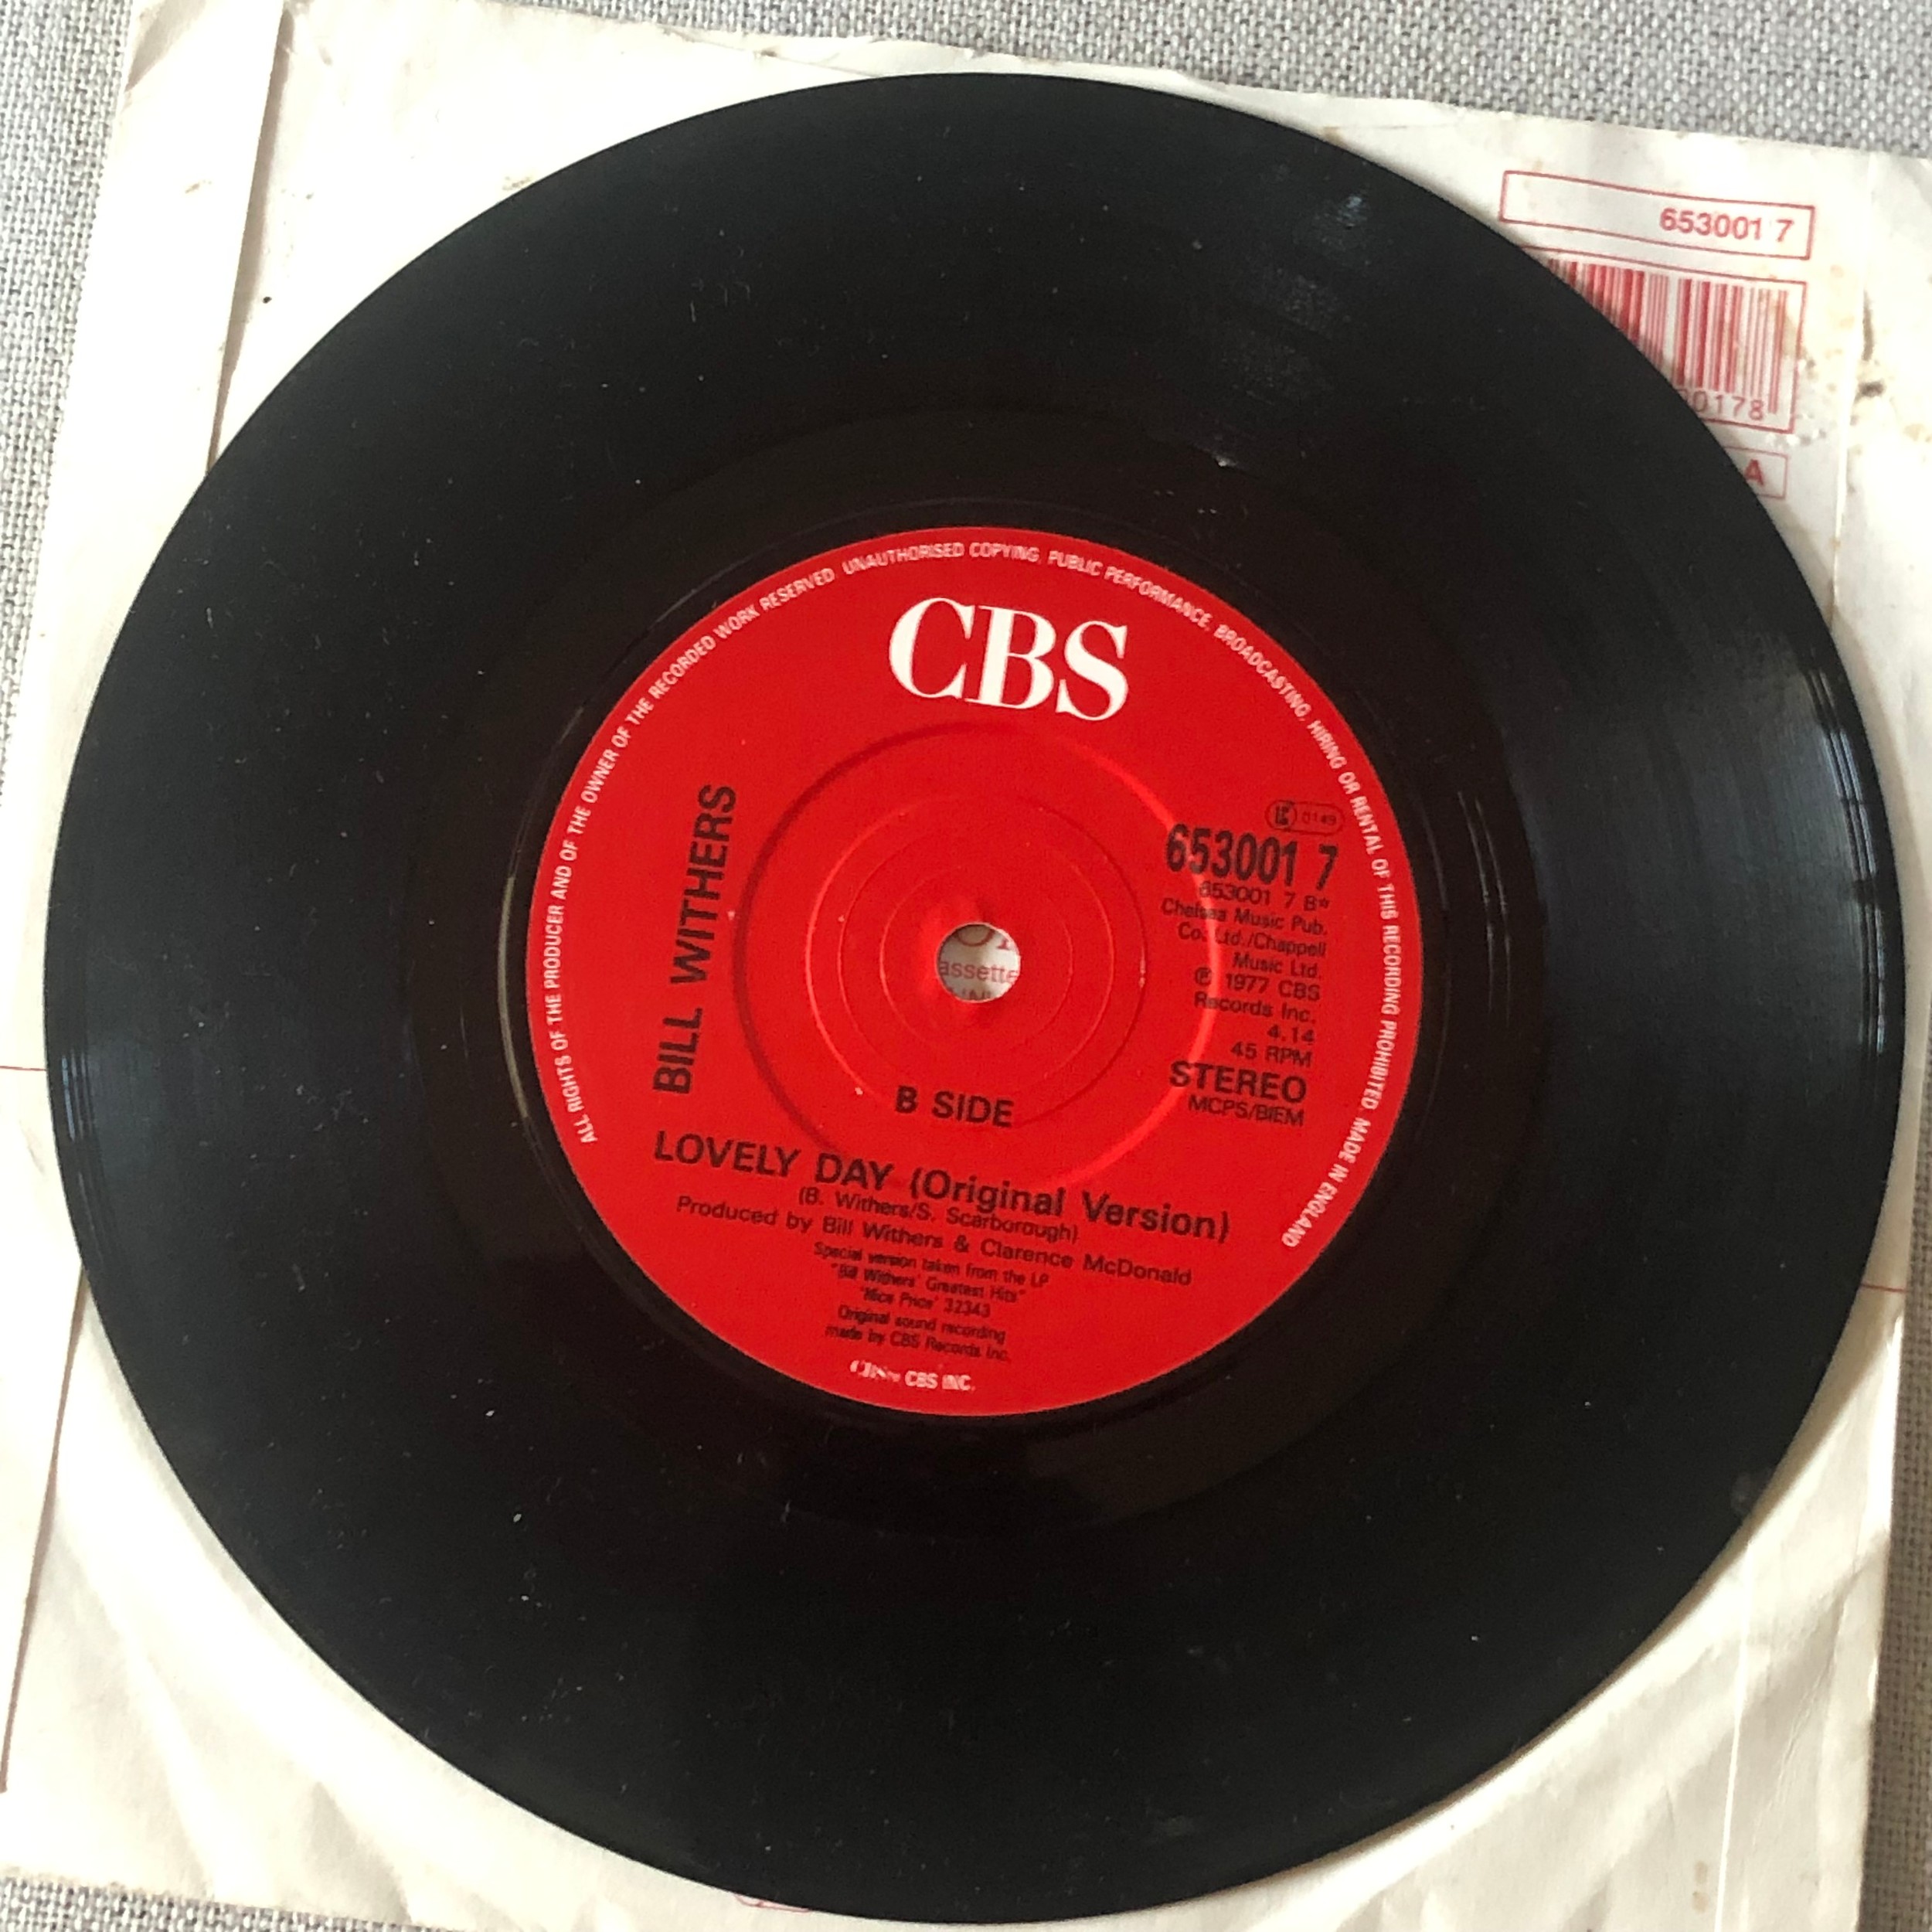 653001 7
0178
A
ALL RIGHTS OF THE PRODUCER AND OF THE OWNER OF THE RECORDED WORK RESERVED. UNAUTHORISED COPYING, PUBLIC PERFORMANCE, BROADCASTING, HIRING OR RENTAL OF THIS RECORDING PROHIBITED. MADE IN ENGLAND
CBS
BILL WITHERS
LC 0149
653001 7
653001 7 B*
Chelsea Music Pub.
Co. Ltd./Chappell
Music Ltd.
℗ 1977 CBS
Records Inc.
4.14
45 RPM
STEREO
MCPS/BIEM
assette
B SIDE
LOVELY DAY (Original Version)
(B. Withers/S. Scarborough)
Produced by Bill Withers & Clarence McDonald
Special version taken from the LP
"Bill Withers' Greatest Hits"
'Nice Price' 32343
Original sound recording
made by CBS Records Inc.
CBS CBS INC.